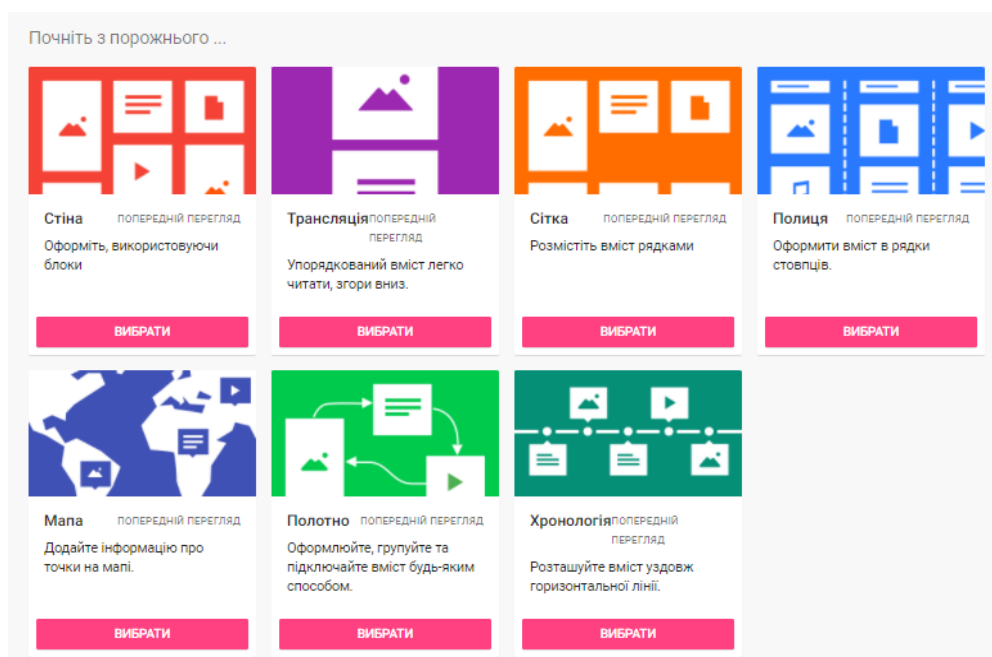 Почніть з порожнього ...
Стіна ПОПЕРЕДНІЙ ПЕРЕГЛЯД
Оформіть, використовуючи
блоки
ВИБРАТИ
Трансляція ПОПЕРЕДНІЙ
ПЕРЕГЛЯД
Упорядкований вміст легко
читати, згори вниз.
ВИБРАТИ
Сітка ПОПЕРЕДНІЙ ПЕРЕГЛЯД
Розмістіть вміст рядками
ВИБРАТИ
Полиця ПОПЕРЕДНІЙ ПЕРЕГЛЯД
Оформити вміст в рядки
стовпців.
ВИБРАТИ
Мапа ПОПЕРЕДНІЙ ПЕРЕГЛЯД
Додайте інформацію про
точки на мапі.
ВИБРАТИ
Полотно ПОПЕРЕДНІЙ ПЕРЕГЛЯД
Оформлюйте, групуйте та
підключайте вміст будь-яким
способом.
ВИБРАТИ
Хронологія ПОПЕРЕДНІЙ
ПЕРЕГЛЯД
Розташуйте вміст уздовж
горизонтальної лінії.
ВИБРАТИ